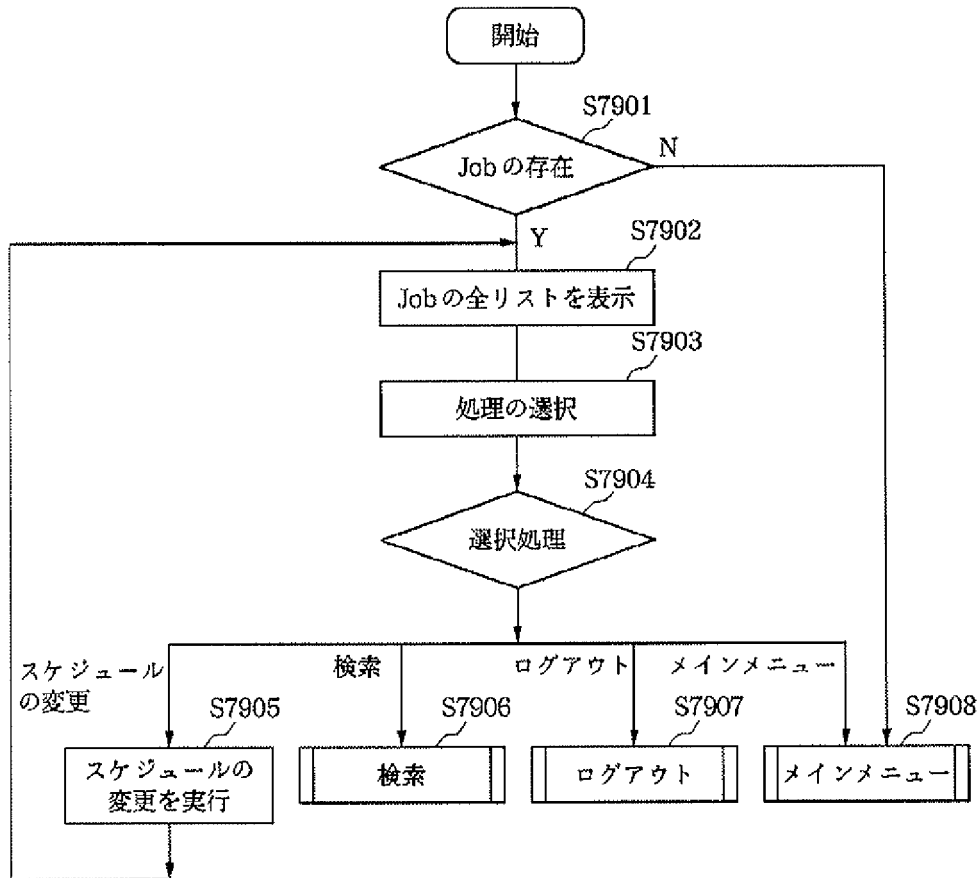 開始
S7901
Jobの存在
N
Y
S7902
Jobの全リストを表示
S7903
処理の選択
S7904
選択処理
スケジュール
の変更
検索
ログアウト
メインメニュー
S7905
S7906
S7907
S7908
スケジュールの
変更を実行
検索
ログアウト
メインメニュー